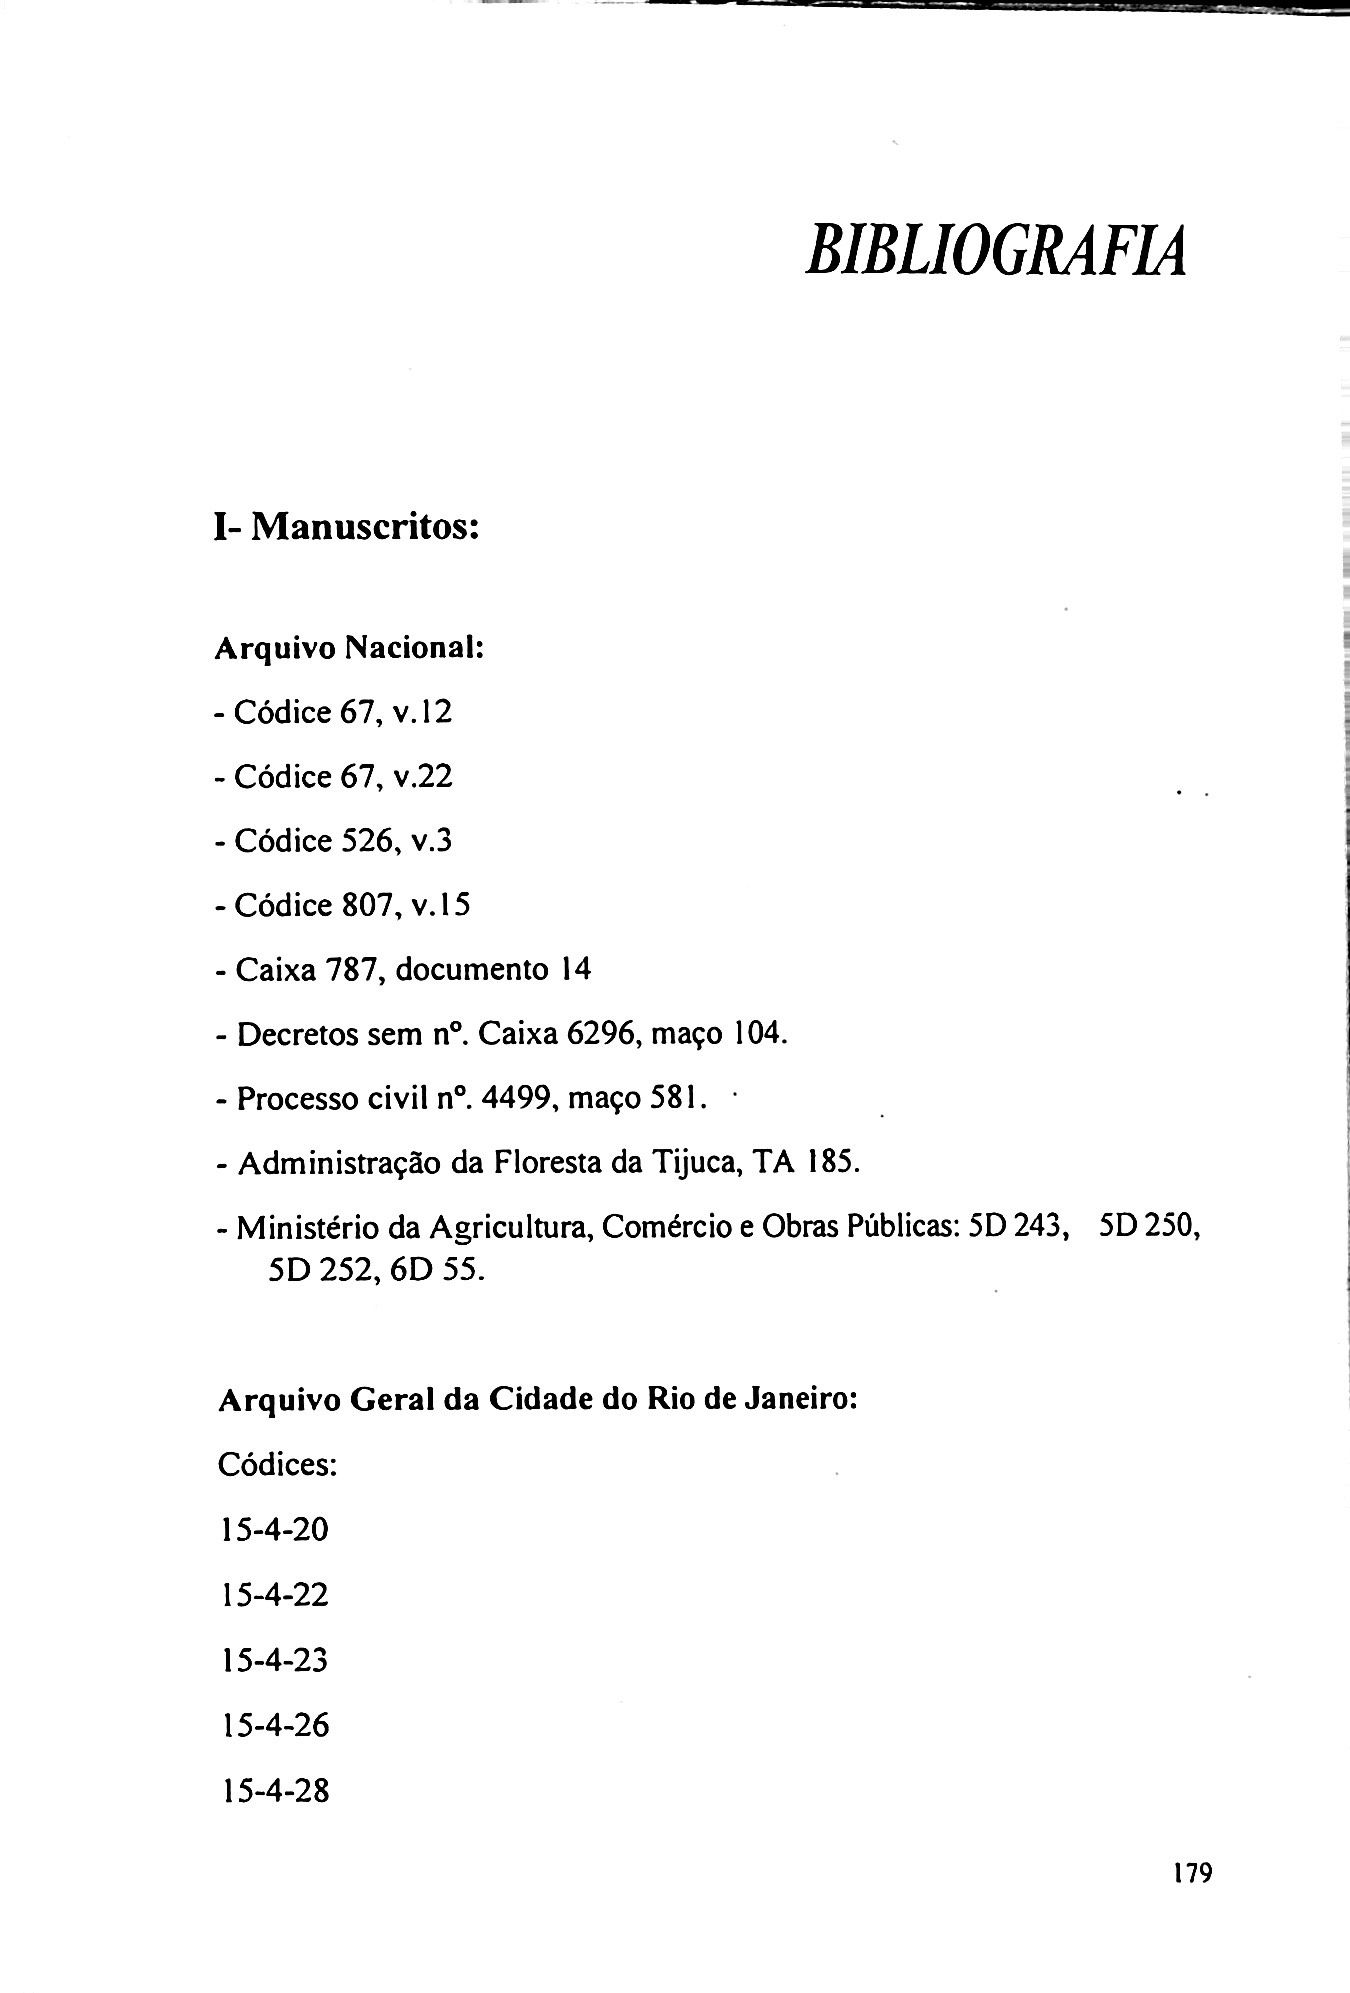 BIBLIOGRAFIA
I- Manuscritos:
Arquivo Nacional:
- Códice 67, v.12
- Códice 67, v.22
- Códice 526, v.3
- Códice 807, v.15
- Caixa 787, documento 14
- Decretos sem nº. Caixa 6296, maço 104.
- Processo civil nº. 4499, maço 581.
- Administração da Floresta da Tijuca, TA 185.
- Ministério da Agricultura, Comércio e Obras Públicas: 5D 243, 5D 250,
5D 252, 6D 55.
Arquivo Geral da Cidade do Rio de Janeiro:
Códices:
15-4-20
15-4-22
15-4-23
15-4-26
15-4-28
179